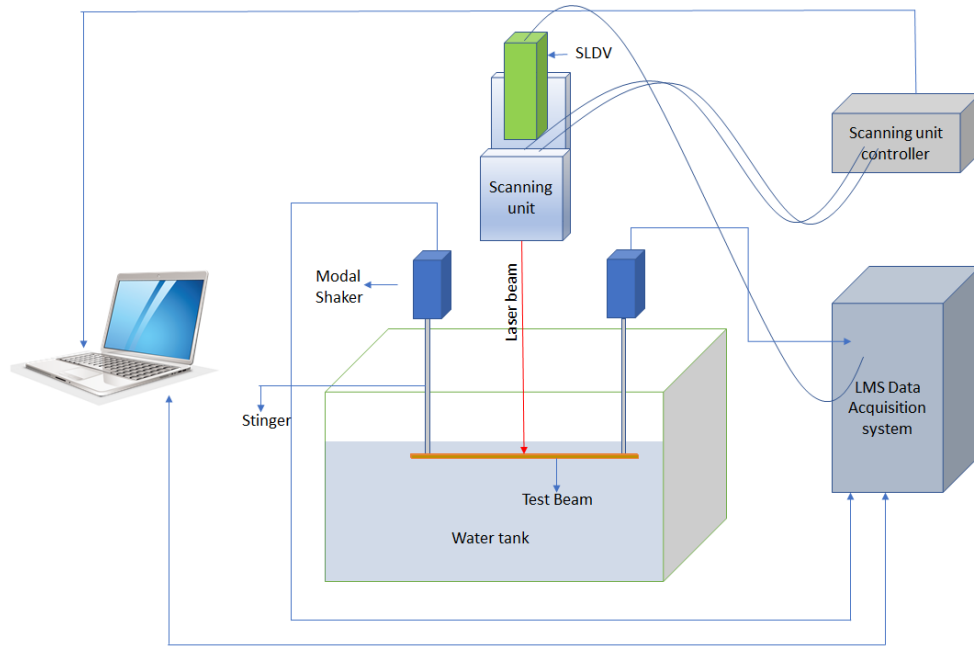 SLDV
Scanning unit
controller
Scanning
unit
Modal
Shaker
Laser beam
LMS Data
Acquisition
system
Stinger
Test Beam
Water tank